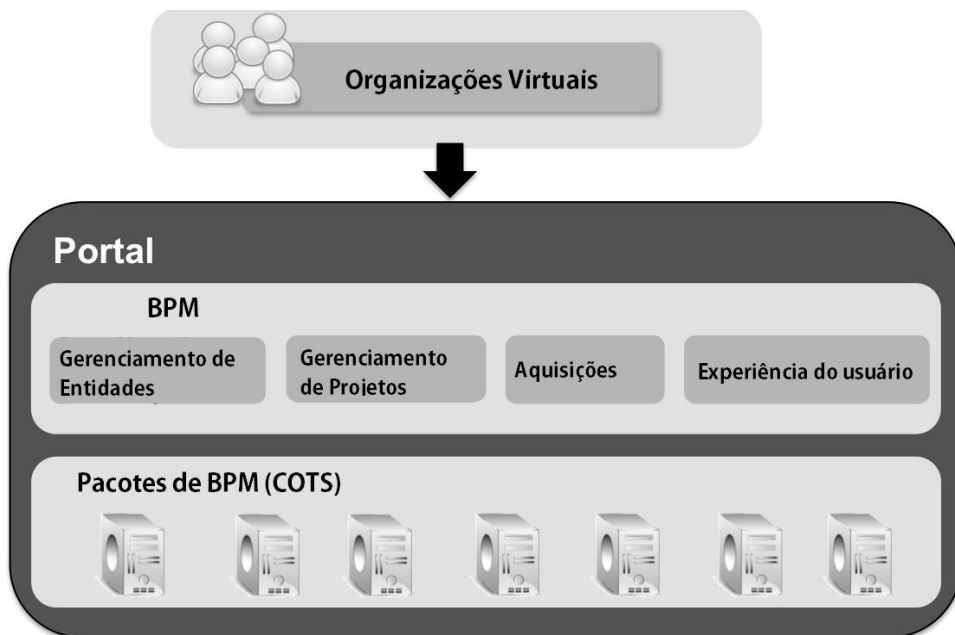 Organizações Virtuais
Portal
BPM
Gerenciamento de
Entidades
Gerenciamento
de Projetos
Aquisições
Experiência do usuário
Pacotes de BPM (COTS)